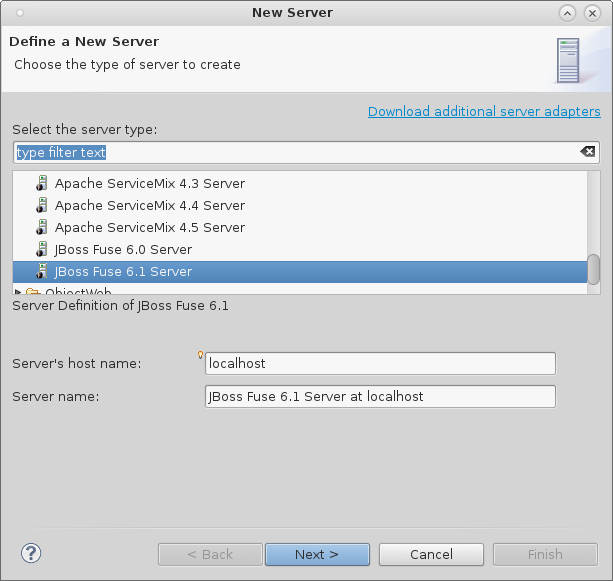 New Server
Define a New Server
Choose the type of server to create
Download additional server adapters
Select the server type:
type filter text
Apache ServiceMix 4.3 Server
Apache ServiceMix 4.4 Server
Apache ServiceMix 4.5 Server
JBoss Fuse 6.0 Server
JBoss Fuse 6.1 Server
ObjectWeb
Server Definition of JBoss Fuse 6.1
Server's host name: localhost
Server name: JBoss Fuse 6.1 Server at localhost
? < Back Next > Cancel Finish